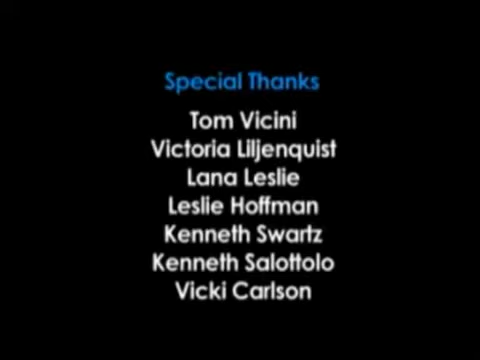 Special Thanks
Tom Vicini
Victoria Liljenquist
Lana Leslie
Leslie Hoffman
Kenneth Swartz
Kenneth Salottolo
Vicki Carlson